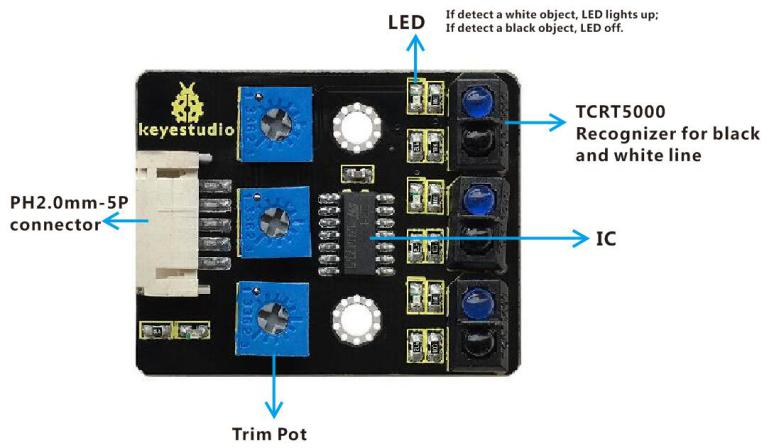 LED
If detect a white object, LED lights up;
If detect a black object, LED off.
keyestudio
TCRT5000
Recognizer for black
and white line
PH2.0mm-5P
connector
IC
Trim Pot